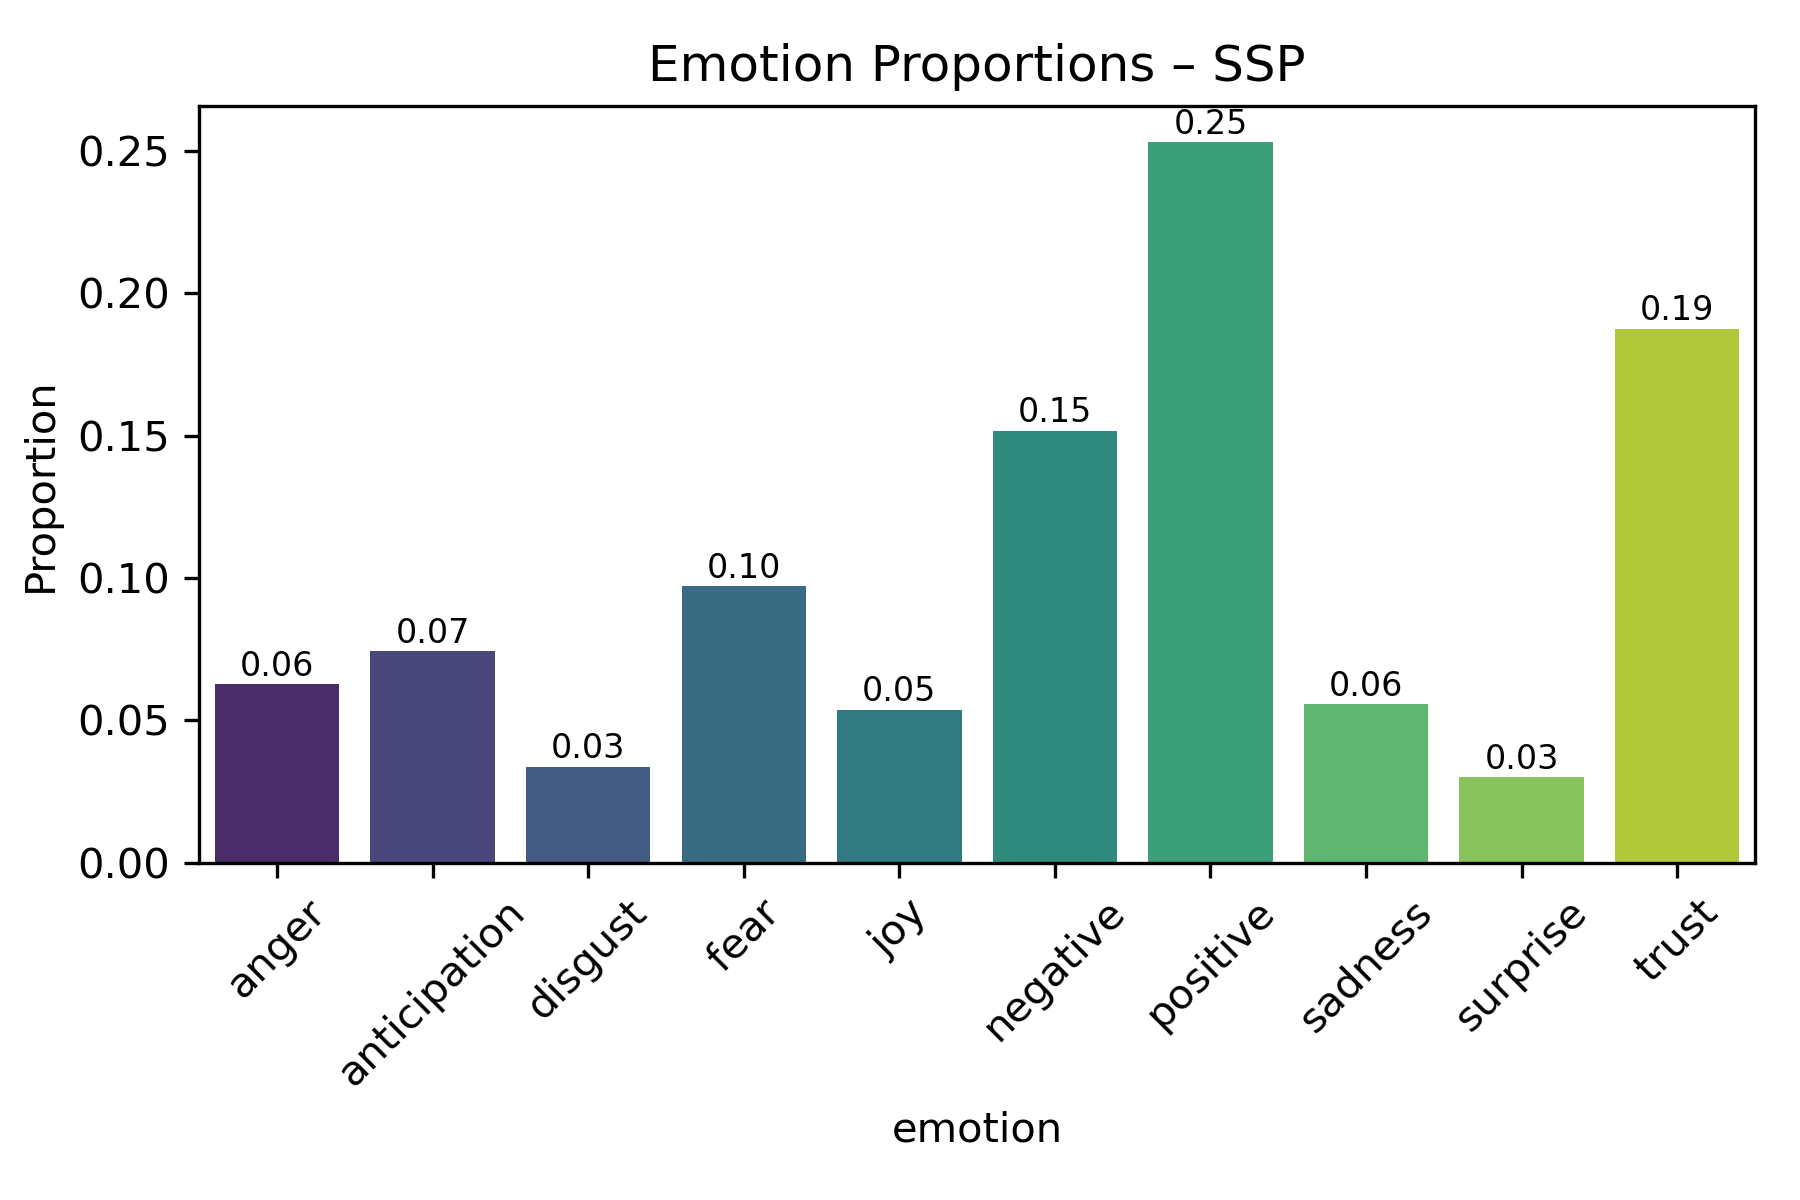 Emotion Proportions – SSP
Proportion
0.25
0.20
0.15
0.10
0.05
0.00
0.06
0.07
0.03
0.10
0.05
0.15
0.25
0.06
0.03
0.19
anger
anticipation
disgust
fear
joy
negative
positive
sadness
surprise
trust
emotion